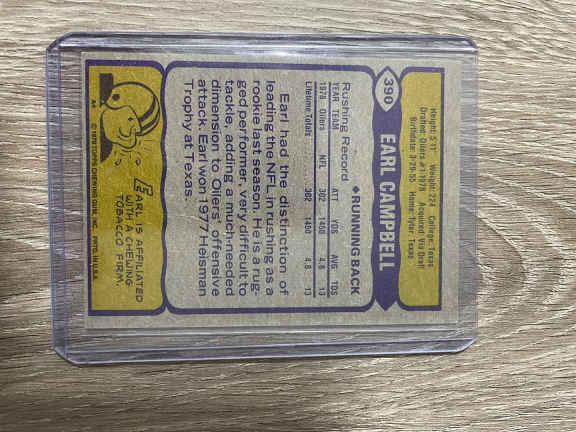 390
EARL CAMPBELL
◆RUNNING BACK
Height: 5'11" Weight: 224 College: Texas
Drafted: Oilers #1-1978 Acquired: Via Draft
Birthdate: 3-29-55 Home: Tyler, Texas
Rushing Record
YEAR TEAM ATT YDS AVG TDS
1978 Oilers NFL 302 1450 4.8 13
Lifetime Totals 302 1450 4.8 13
Earl had the distinction of
leading the NFL in rushing as a
rookie last season. He is a rug-
ged performer, very difficult to
tackle, adding a much-needed
dimension to Oilers' offensive
attack. Earl won 1977 Heisman
Trophy at Texas.
EARL IS AFFILIATED
WITH A CHEWING
TOBACCO FIRM.
© 1979 TOPPS CHEWING GUM, INC. PRTD. IN U.S.A.